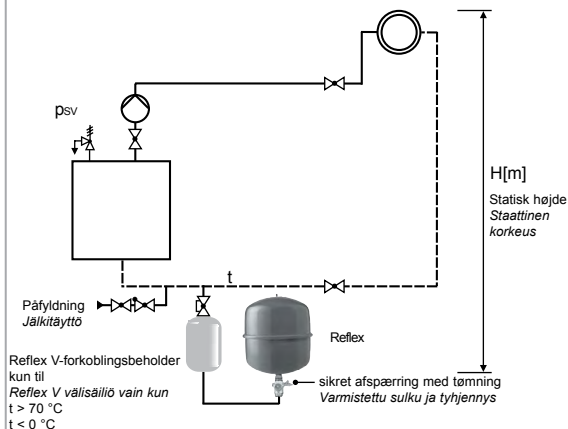 pSV
H[m]
Statisk højde
Staattinen
korkeus
t
Påfyldning
Jälkitäyttö
Reflex
Reflex V-forkoblingsbeholder
kun til
Reflex V välisäiliö vain kun
t > 70 °C
t < 0 °C
sikret afspærring med tømning
Varmistettu sulku ja tyhjennys